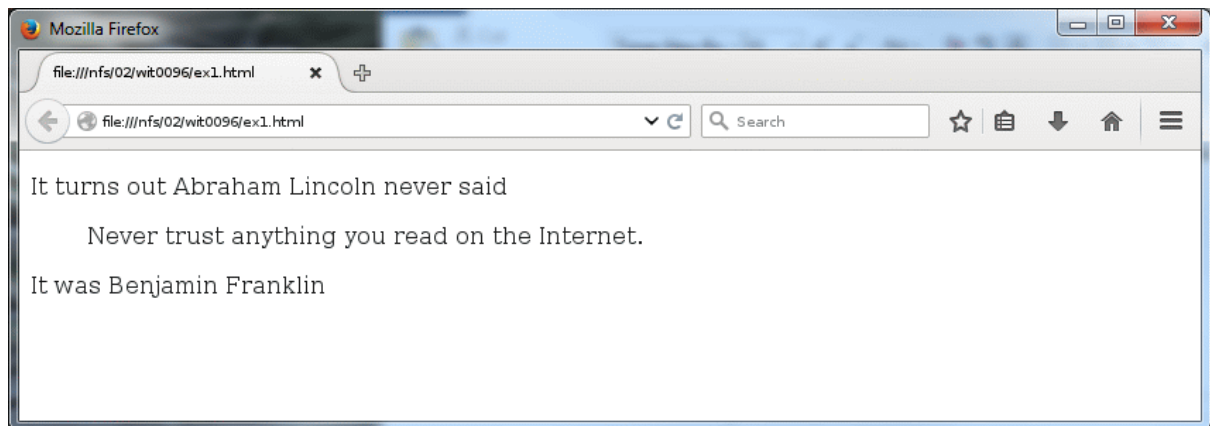 Mozilla Firefox
file:///nfs/02/wit0096/ex1.html
file:///nfs/02/wit0096/ex1.html
Search
It turns out Abraham Lincoln never said
Never trust anything you read on the Internet.
It was Benjamin Franklin